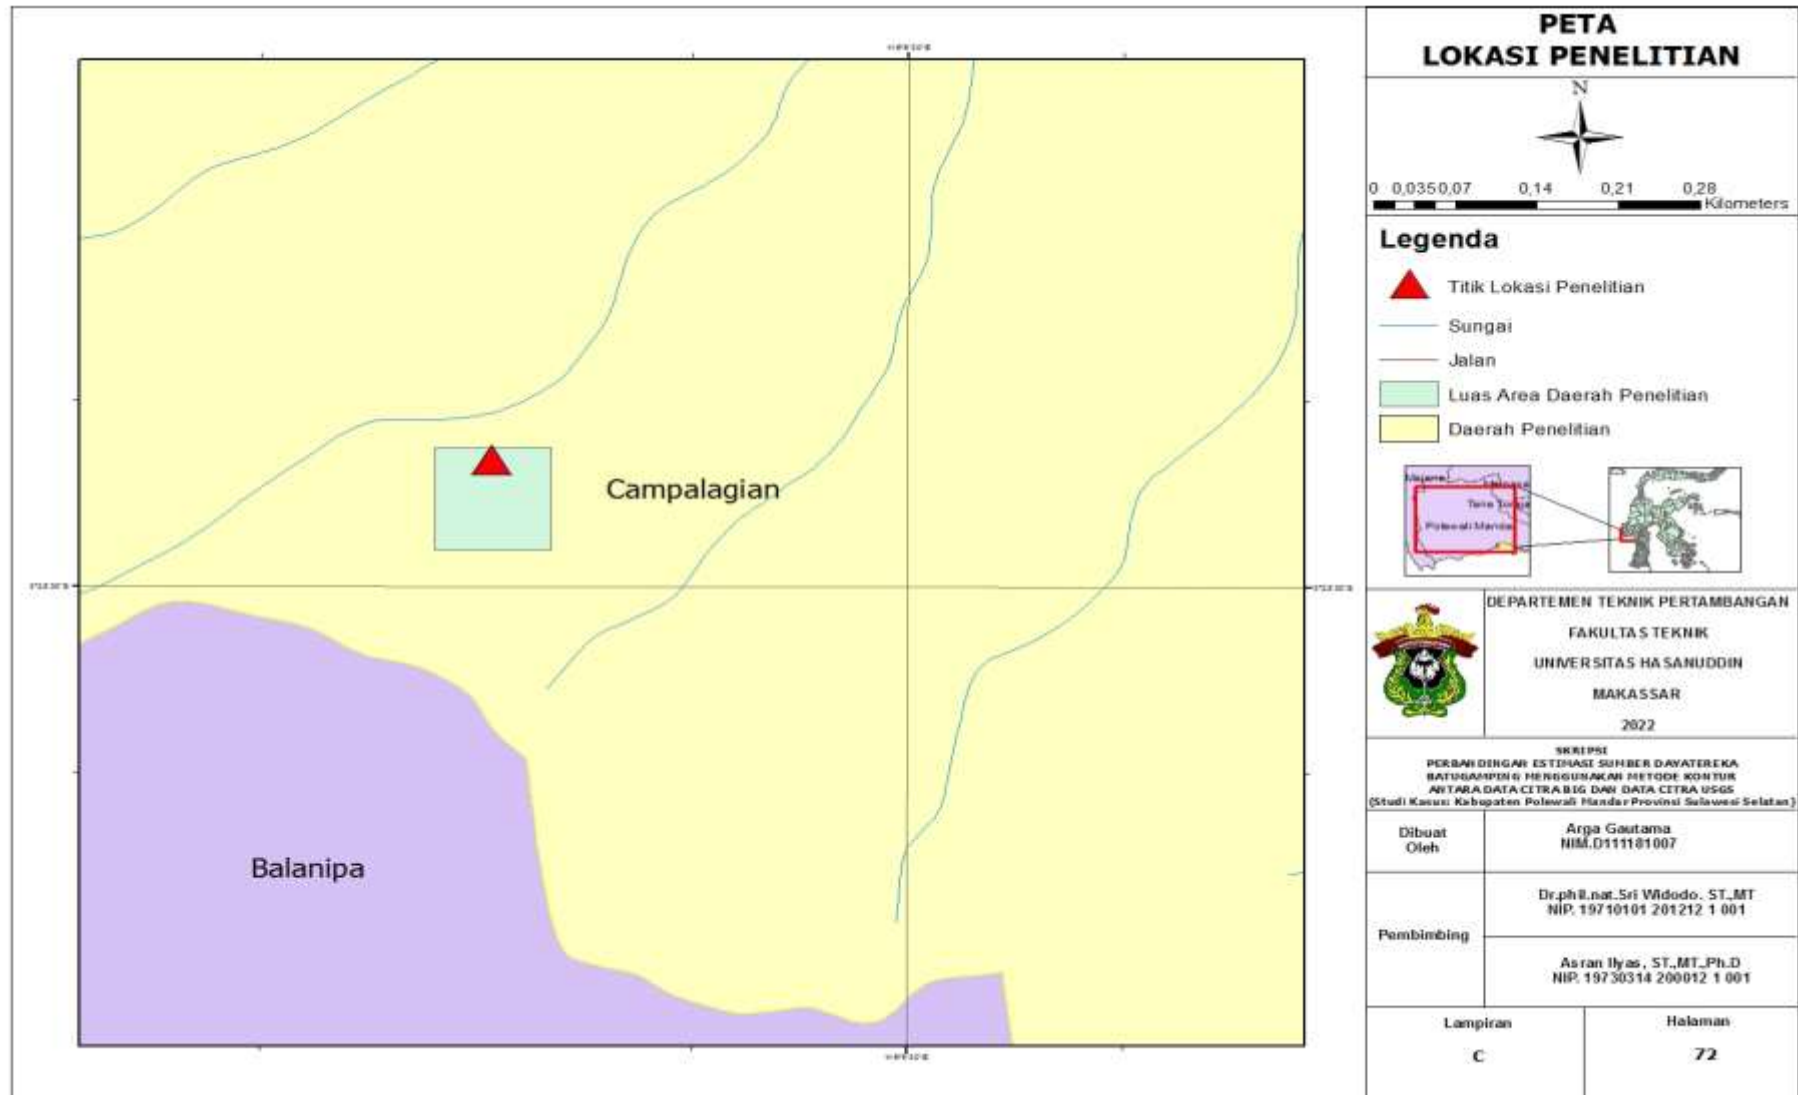 Campalagian
Balanipa
PETA
LOKASI PENELITIAN
N
0 0,0350,07 0,14 0,21 0,28
Kilometers
Legenda
Titik Lokasi Penelitian
Sungai
Jalan
Luas Area Daerah Penelitian
Daerah Penelitian
Majene
Polewali Mandar
DEPARTEMEN TEKNIK PERTAMBANGAN
FAKULTAS TEKNIK
UNIVERSITAS HASANUDDIN
MAKASSAR
2022
SKRIPSI
PERBANDINGAN ESTIMASI SUMBER DAYATEREKA
BATUGAMPING MENGGUNAKAN METODE KONTUR
ANTARA DATA CITRA BIG DAN DATA CITRA USGS
(Studi Kasus: Kabupaten Polewali Mandar Provinsi Sulawesi Selatan)
Dibuat
Oleh
Arga Gautama
NIM.D111181007
Pembimbing
Dr.phil.nat.Sri Widodo. ST.,MT
NIP. 19710101 201212 1 001
Asran Ilyas, ST.,MT.,Ph.D
NIP. 19730314 200012 1 001
Lampiran
C
Halaman
72